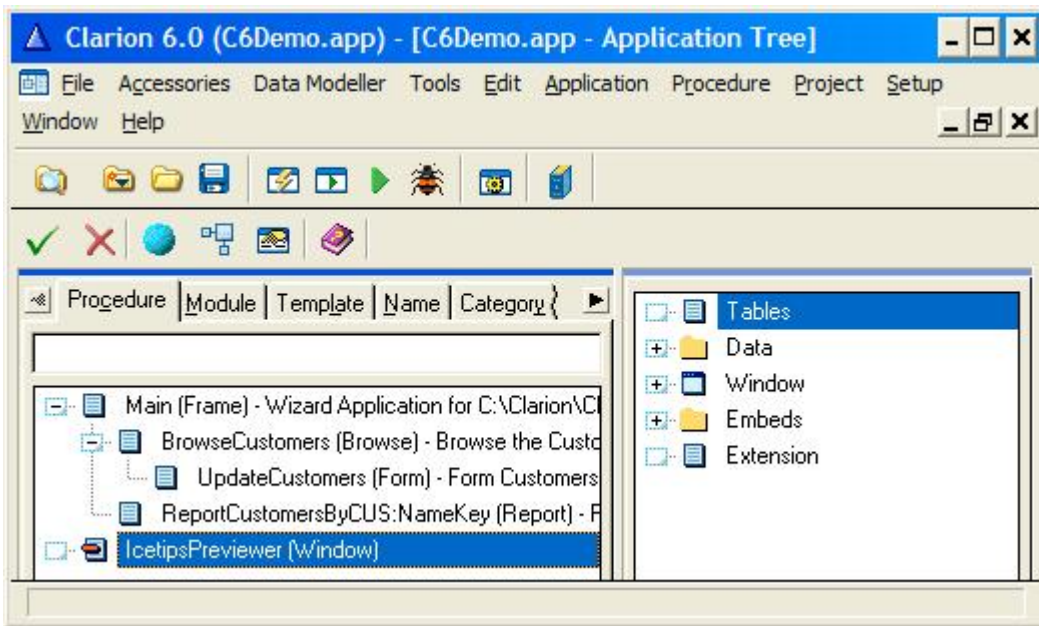 Clarion 6.0 (C6Demo.app) - [C6Demo.app - Application Tree]
File Accessories Data Modeller Tools Edit Application Procedure Project Setup
Window Help
Procedure Module Template Name Category
Tables
Data
Window
Embeds
Extension
Main (Frame) - Wizard Application for C:\Clarion\Cl
BrowseCustomers (Browse) - Browse the Custo
UpdateCustomers (Form) - Form Customers
ReportCustomersByCUS:NameKey (Report) -
IcetipsPreviewer (Window)